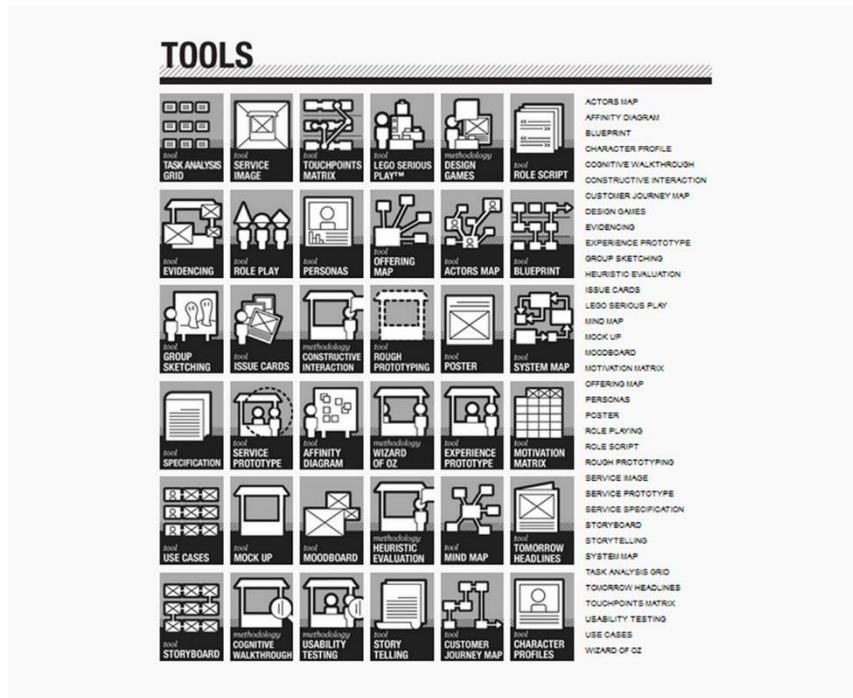 TOOLS
tool
TASK ANALYSIS
GRID
tool
SERVICE
IMAGE
tool
TOUCHPOINTS
MATRIX
tool
LEGO SERIOUS
PLAY™
methodology
DESIGN
GAMES
tool
ROLE SCRIPT
tool
EVIDENCING
tool
ROLE PLAY
tool
PERSONAS
tool
OFFERING
MAP
tool
ACTORS MAP
tool
BLUEPRINT
tool
GROUP
SKETCHING
tool
ISSUE CARDS
methodology
CONSTRUCTIVE
INTERACTION
tool
ROUGH
PROTOTYPING
tool
POSTER
tool
SYSTEM MAP
tool
SPECIFICATION
tool
SERVICE
PROTOTYPE
tool
AFFINITY
DIAGRAM
methodology
WIZARD
OF OZ
tool
EXPERIENCE
PROTOTYPE
tool
MOTIVATION
MATRIX
tool
USE CASES
tool
MOCK UP
tool
MOODBOARD
methodology
HEURISTIC
EVALUATION
tool
MIND MAP
tool
TOMORROW
HEADLINES
tool
STORYBOARD
methodology
COGNITIVE
WALKTHROUGH
methodology
USABILITY
TESTING
tool
STORY
TELLING
tool
CUSTOMER
JOURNEY MAP
tool
CHARACTER
PROFILES
ACTORS MAP
AFFINITY DIAGRAM
BLUEPRINT
CHARACTER PROFILE
COGNITIVE WALKTHROUGH
CONSTRUCTIVE INTERACTION
CUSTOMER JOURNEY MAP
DESIGN GAMES
EVIDENCING
EXPERIENCE PROTOTYPE
GROUP SKETCHING
HEURISTIC EVALUATION
ISSUE CARDS
LEGO SERIOUS PLAY
MIND MAP
MOCK UP
MOODBOARD
MOTIVATION MATRIX
OFFERING MAP
PERSONAS
POSTER
ROLE PLAYING
ROLE SCRIPT
ROUGH PROTOTYPING
SERVICE IMAGE
SERVICE PROTOTYPE
SERVICE SPECIFICATION
STORYBOARD
STORYTELLING
SYSTEM MAP
TASK ANALYSIS GRID
TOMORROW HEADLINES
TOUCHPOINTS MATRIX
USABILITY TESTING
USE CASES
WIZARD OF OZ